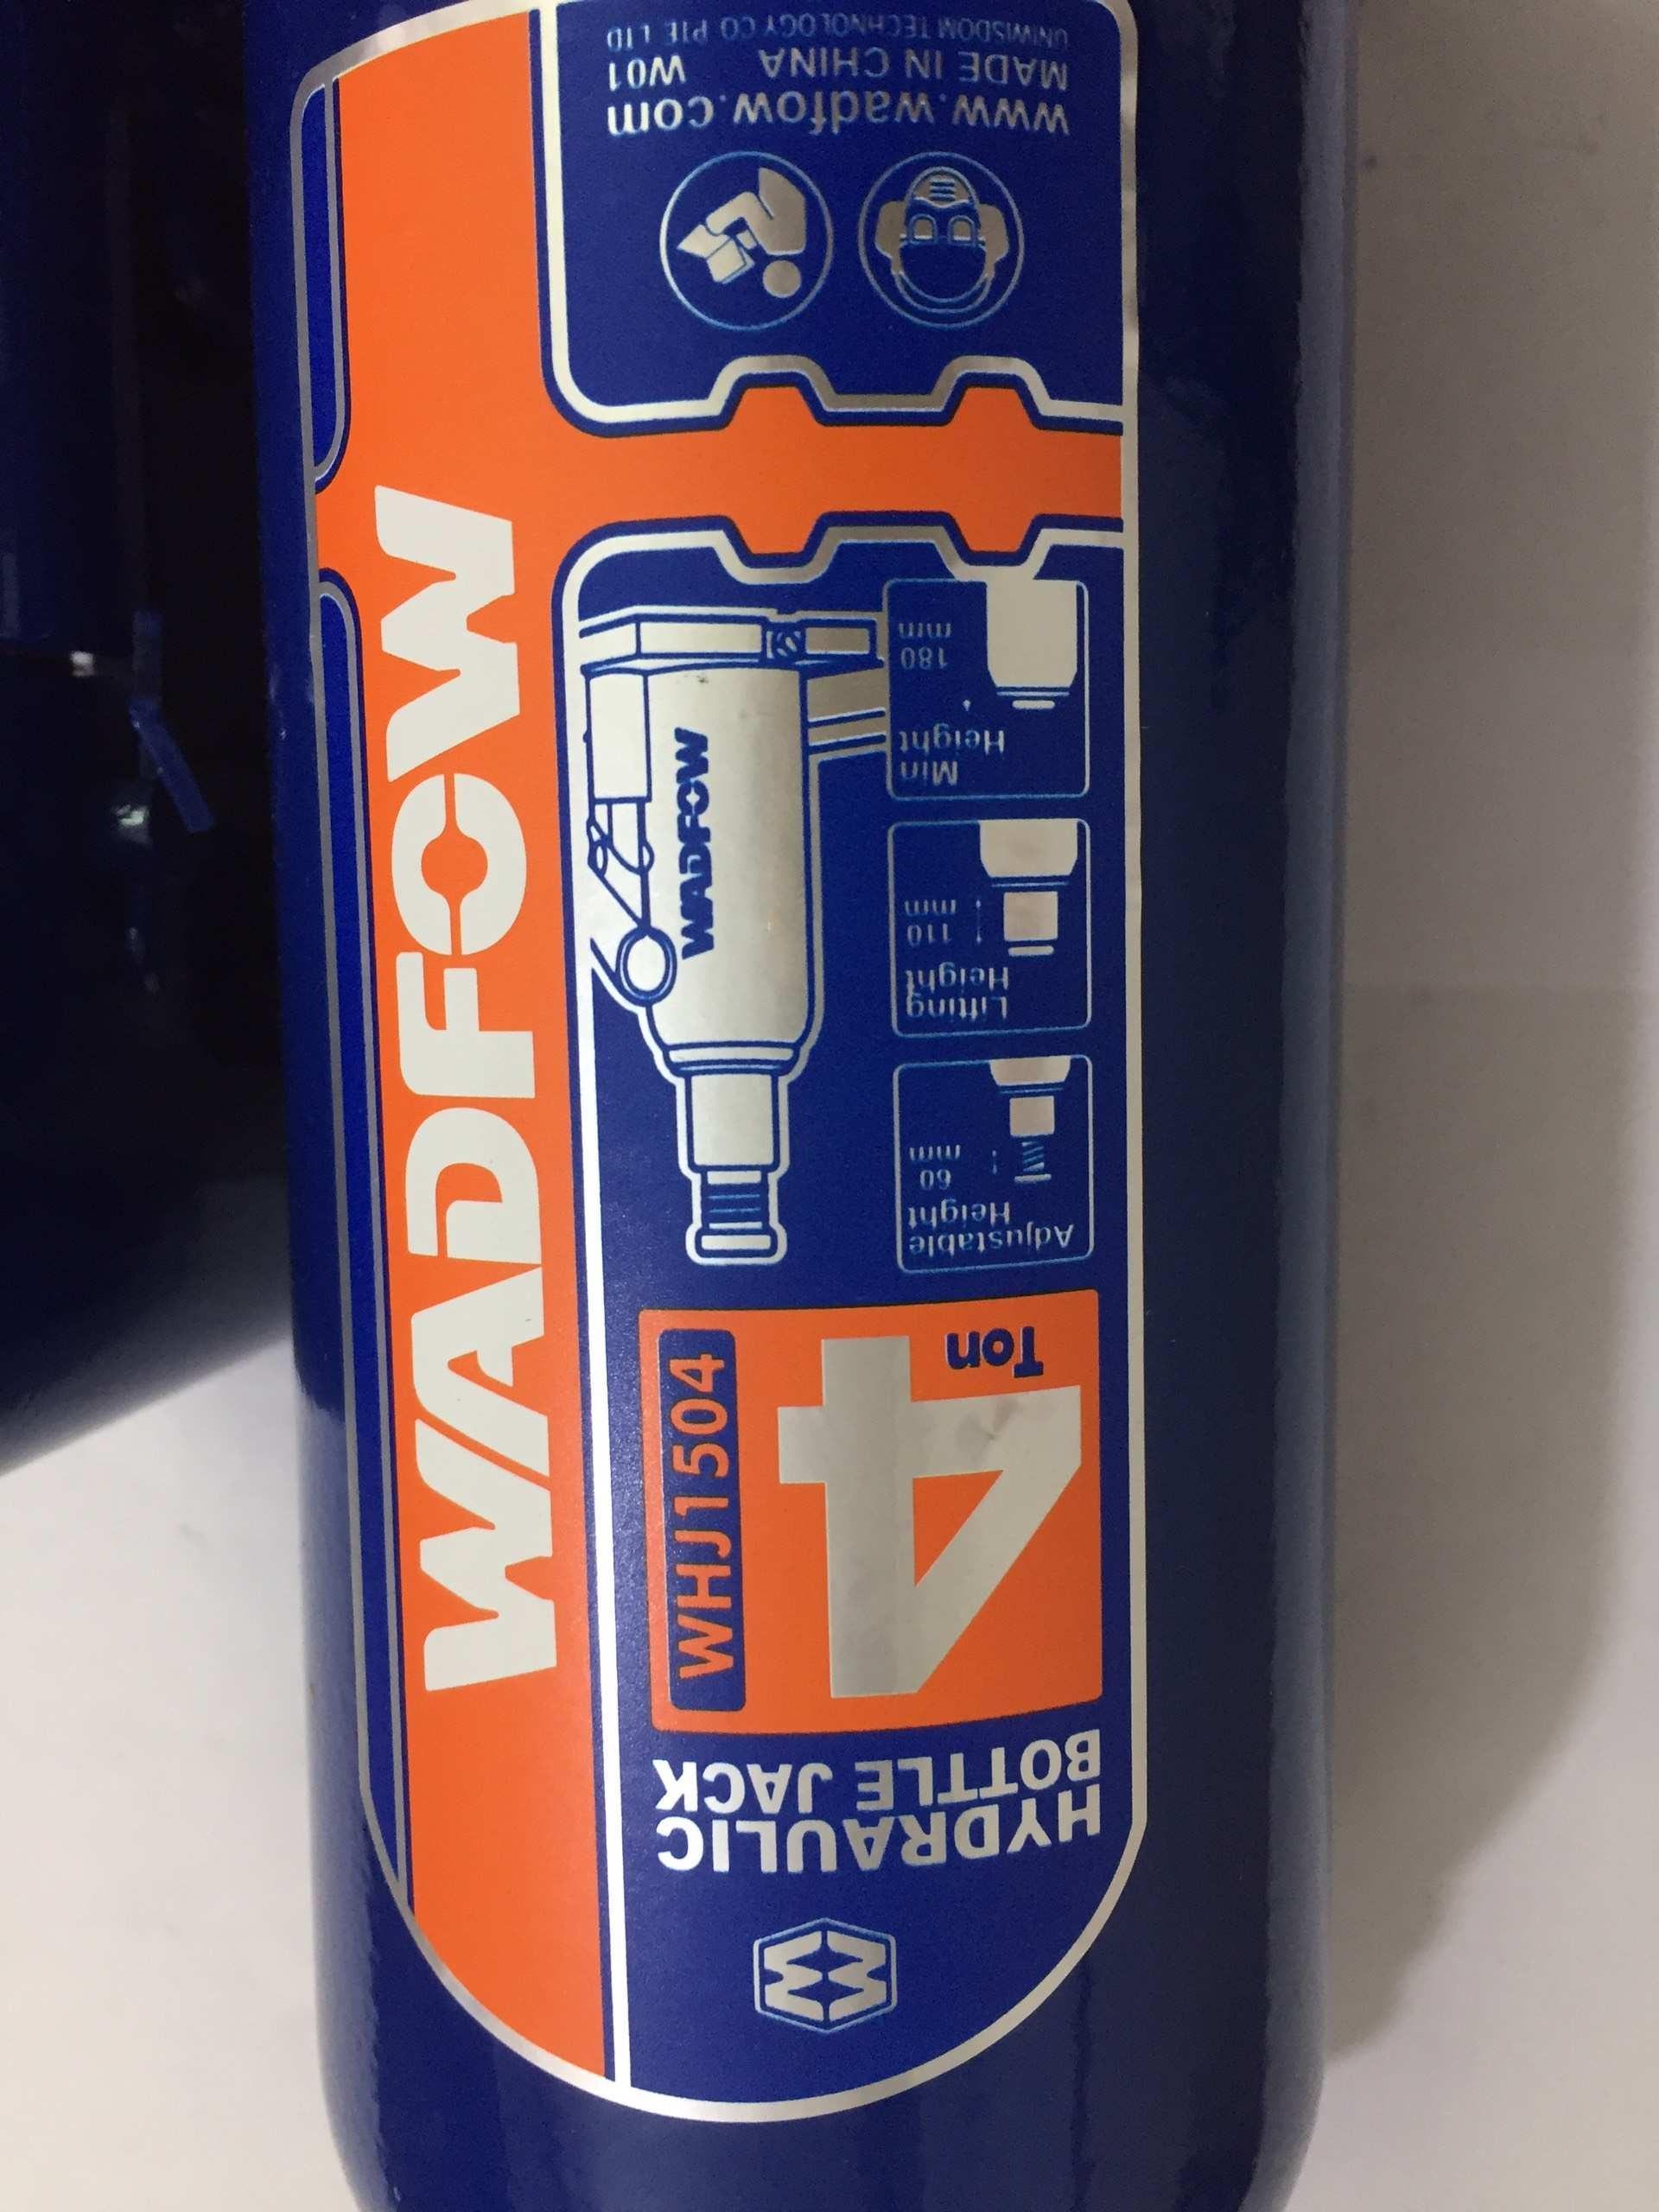 HYDRAULIC
BOTTLE JACK
WHJ1504
4
Ton
WADFOW
WADFOW
Adjustable
Height
60
mm
Lifting
Height
110
mm
Min
Height
180
mm
www.wadfow.com
MADE IN CHINA W01
UNIWISDOM TECHNOLOGY CO PTE LTD